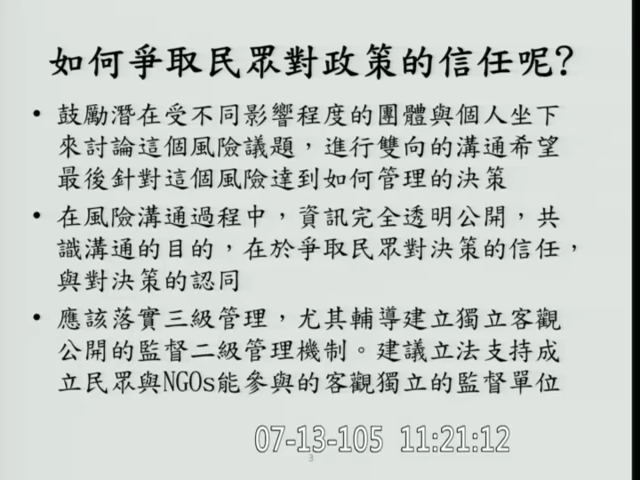 如何爭取民眾對政策的信任呢?
• 鼓勵潛在受不同影響程度的團體與個人坐下
來討論這個風險議題，進行雙向的溝通希望
最後針對這個風險達到如何管理的決策
• 在風險溝通過程中，資訊完全透明公開，共
識溝通的目的，在於爭取民眾對決策的信任，
與對決策的認同
• 應該落實三級管理，尤其輔導建立獨立客觀
公開的監督二級管理機制。建議立法支持成
立民眾與NGOs能參與的客觀獨立的監督單位
07-13-105 11:21:12
3